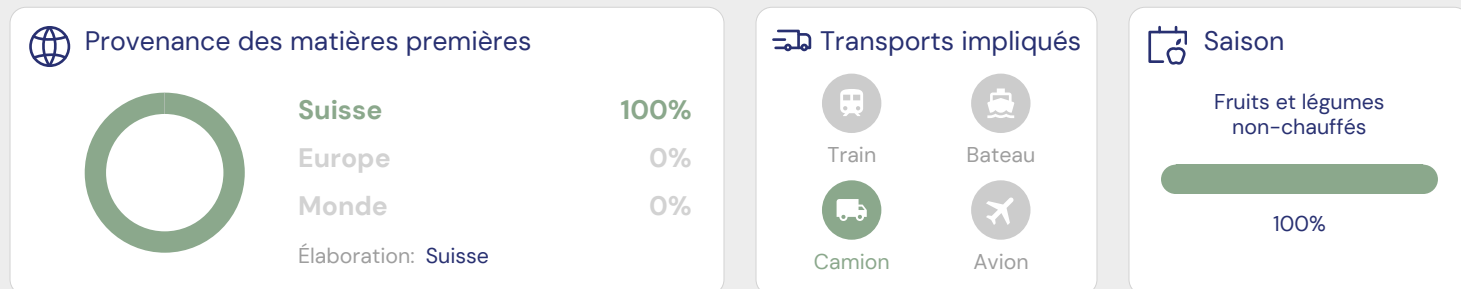 Provenance des matières premières
Suisse 100%
Europe 0%
Monde 0%
Élaboration: Suisse
Transports impliqués
Train
Bateau
Camion
Avion
Saison
Fruits et légumes
non-chauffés
100%